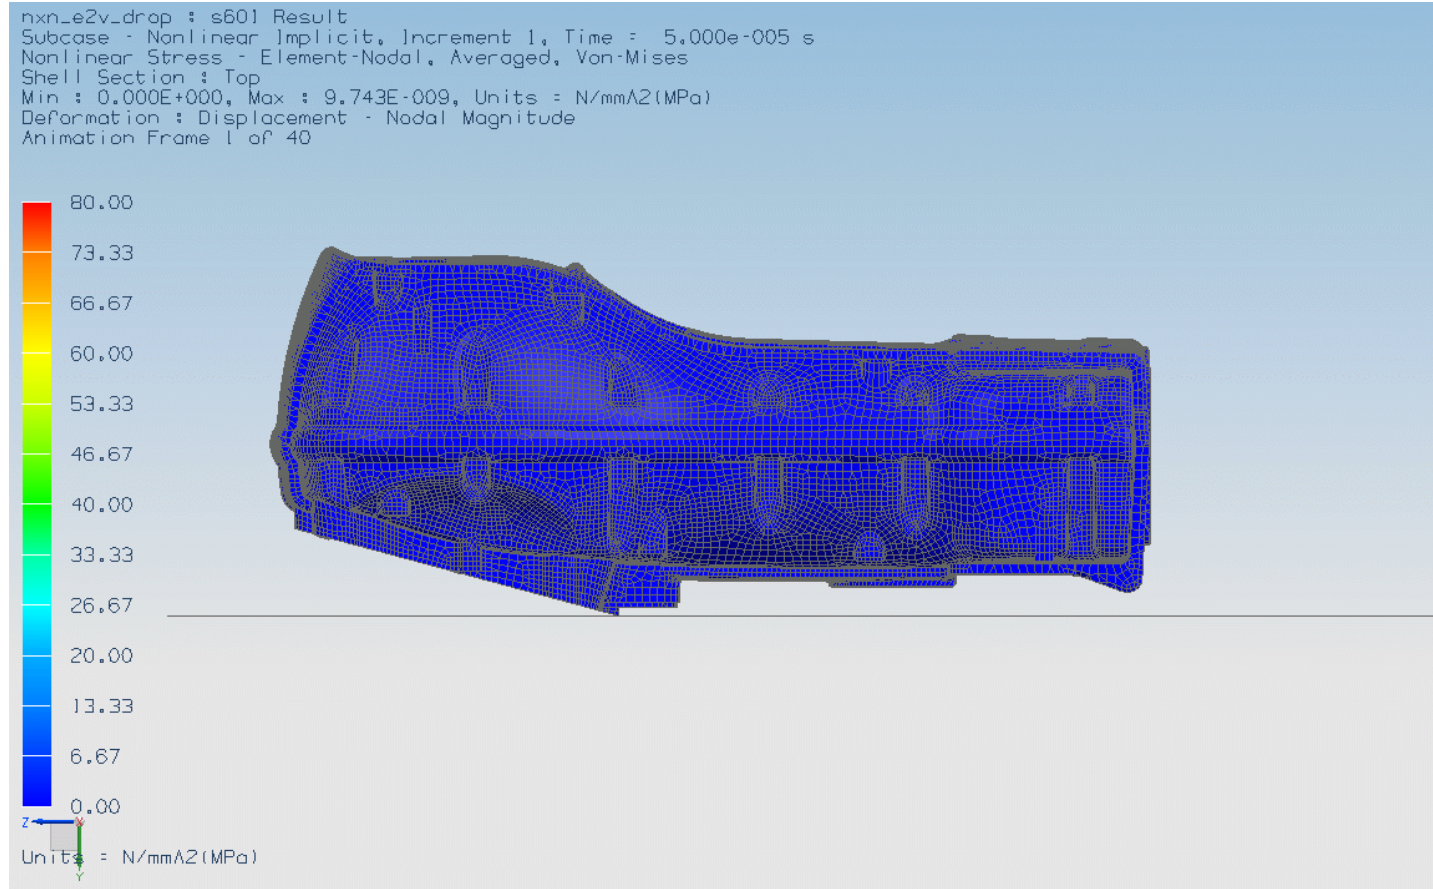 nxn_e2v_drop : s601 Result
Subcase - Nonlinear Implicit, Increment 1, Time =  5.000e-005 s
Nonlinear Stress - Element-Nodal, Averaged, Von-Mises
Shell Section : Top
Min : 0.000E+000, Max : 9.743E-009, Units = N/mm^2(MPa)
Deformation : Displacement - Nodal Magnitude
Animation Frame 1 of 40
80.00
73.33
66.67
60.00
53.33
46.67
40.00
33.33
26.67
20.00
13.33
6.67
0.00
Z X
Units = N/mm^2(MPa)
Y